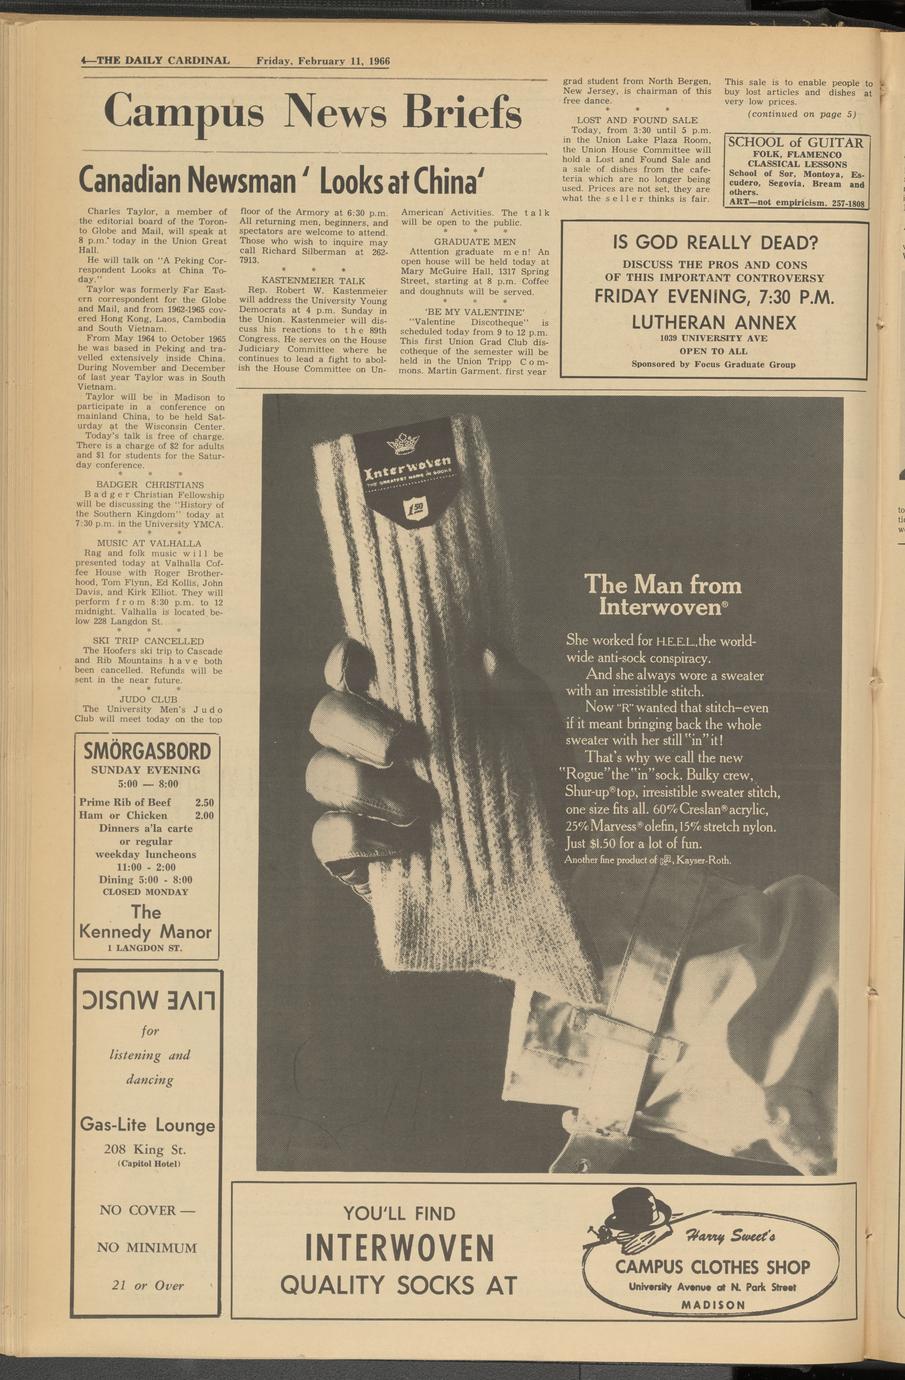 4—THE DAILY CARDINAL Friday, February 11, 1966
Campus News Briefs
Canadian Newsman ' Looks at China'
Charles Taylor, a member of
the editorial board of the Toron-
to Globe and Mail, will speak at
8 p.m. today in the Union Great
Hall.
He will talk on "A Peking Cor-
respondent Looks at China To-
day."
Taylor was formerly Far East-
ern correspondent for the Globe
and Mail, and from 1962-1965 cov-
ered Hong Kong, Laos, Cambodia
and South Vietnam.
From May 1964 to October 1965
he was based in Peking and tra-
velled extensively inside China.
During November and December
of last year Taylor was in South
Vietnam.
Taylor will be in Madison to
participate in a conference on
mainland China, to be held Sat-
urday at the Wisconsin Center.
Today's talk is free of charge.
There is a charge of $2 for adults
and $1 for students for the Satur-
day conference.
* * *
BADGER CHRISTIANS
Badger Christian Fellowship
will be discussing the "History of
the Southern Kingdom" today at
7:30 p.m. in the University YMCA.
* * *
MUSIC AT VALHALLA
Rag and folk music will be
presented today at Valhalla Cof-
fee House with Roger Brother-
hood, Tom Flynn, Ed Kollis, John
Davis, and Kirk Elliot. They will
perform from 8:30 p.m. to 12
midnight. Valhalla is located be-
low 228 Langdon St.
* * *
SKI TRIP CANCELLED
The Hoofers ski trip to Cascade
and Rib Mountains have both
been cancelled. Refunds will be
sent in the near future.
* * *
JUDO CLUB
The University Men's Judo
Club will meet today on the top
floor of the Armory at 6:30 p.m.
All returning men, beginners, and
spectators are welcome to attend.
Those who wish to inquire may
call Richard Silberman at 262-
7913.
* * *
KASTENMEIER TALK
Rep. Robert W. Kastenmeier
will address the University Young
Democrats at 4 p.m. Sunday in
the Union. Kastenmeier will dis-
cuss his reactions to the 89th
Congress. He serves on the House
Judiciary Committee where he
continues to lead a fight to abol-
ish the House Committee on Un-
American Activities. The talk
will be open to the public.
* * *
GRADUATE MEN
Attention graduate men! An
open house will be held today at
Mary McGuire Hall, 1317 Spring
Street, starting at 8 p.m. Coffee
and doughnuts will be served.
* * *
'BE MY VALENTINE'
"Valentine Discotheque" is
scheduled today from 9 to 12 p.m.
This first Union Grad Club dis-
cotheque of the semester will be
held in the Union Tripp Com-
mons. Martin Garment, first year
grad student from North Bergen,
New Jersey, is chairman of this
free dance.
* * *
LOST AND FOUND SALE
Today, from 3:30 until 5 p.m.
in the Union Lake Plaza Room,
the Union House Committee will
hold a Lost and Found Sale and
a sale of dishes from the cafe-
teria which are no longer being
used. Prices are not set, they are
what the seller thinks is fair.
This sale is to enable people to
buy lost articles and dishes at
very low prices.
(continued on page 5)
SCHOOL of GUITAR
FOLK, FLAMENCO
CLASSICAL LESSONS
School of Sor, Montoya, Es-
cudero, Segovia, Bream and
others.
ART—not empiricism. 257-1808
IS GOD REALLY DEAD?
DISCUSS THE PROS AND CONS
OF THIS IMPORTANT CONTROVERSY
FRIDAY EVENING, 7:30 P.M.
LUTHERAN ANNEX
1039 UNIVERSITY AVE
OPEN TO ALL
Sponsored by Focus Graduate Group
Interwoven
THE GREATEST NAME IN SOCKS
1.50
The Man from
Interwoven®
She worked for H.E.E.L., the world-
wide anti-sock conspiracy.
And she always wore a sweater
with an irresistible stitch.
Now "R" wanted that stitch—even
if it meant bringing back the whole
sweater with her still "in" it!
That's why we call the new
"Rogue" the "in" sock. Bulky crew,
Shur-up® top, irresistible sweater stitch,
one size fits all. 60% Creslan® acrylic,
25% Marvess® olefin, 15% stretch nylon.
Just $1.50 for a lot of fun.
Another fine product of Kayser-Roth.
SMÖRGASBORD
SUNDAY EVENING
5:00 — 8:00
Prime Rib of Beef 2.50
Ham or Chicken 2.00
Dinners a'la carte
or regular
weekday luncheons
11:00 - 2:00
Dining 5:00 - 8:00
CLOSED MONDAY
The
Kennedy Manor
1 LANGDON ST.
LIVE MUSIC
for
listening and
dancing
Gas-Lite Lounge
208 King St.
(Capitol Hotel)
NO COVER —
NO MINIMUM
21 or Over
YOU'LL FIND
INTERWOVEN
QUALITY SOCKS AT
Harry Sweet's
CAMPUS CLOTHES SHOP
University Avenue at N. Park Street
MADISON